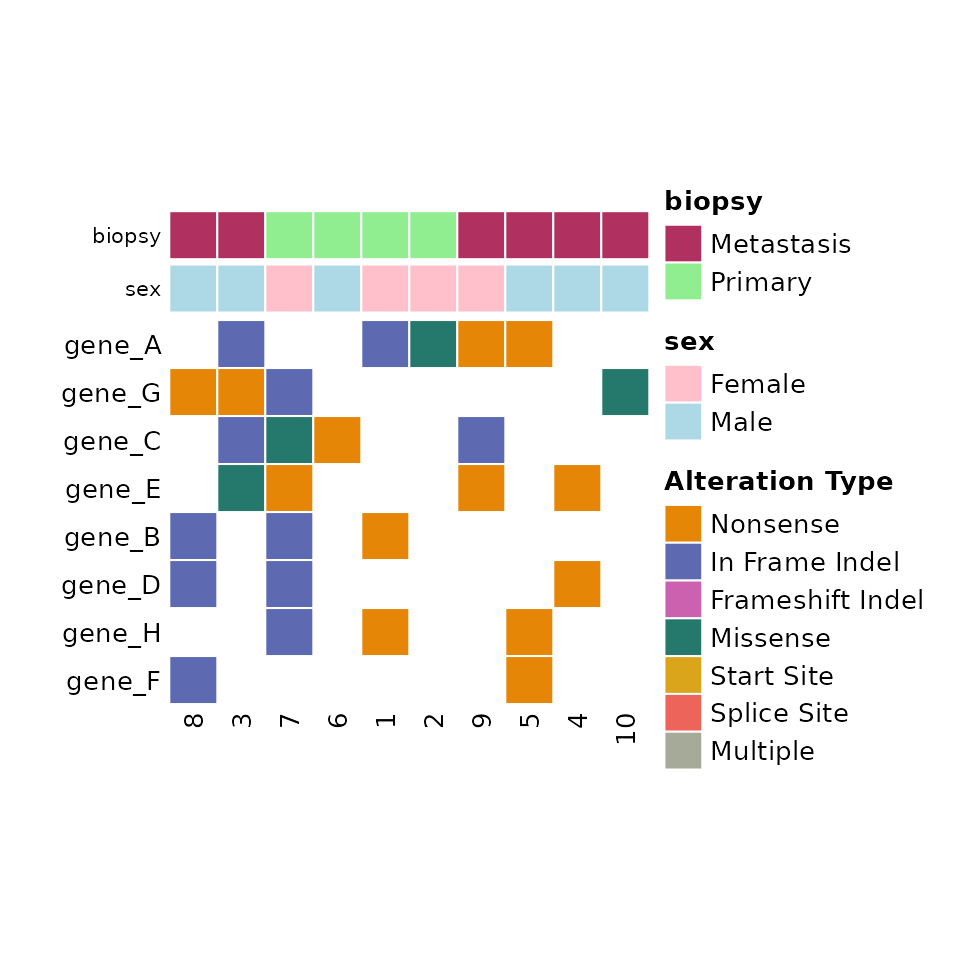 biopsy
sex
gene_A
gene_G
gene_C
gene_E
gene_B
gene_D
gene_H
gene_F
8 3 7 6 1 2 9 5 4 10
biopsy
Metastasis
Primary
sex
Female
Male
Alteration Type
Nonsense
In Frame Indel
Frameshift Indel
Missense
Start Site
Splice Site
Multiple